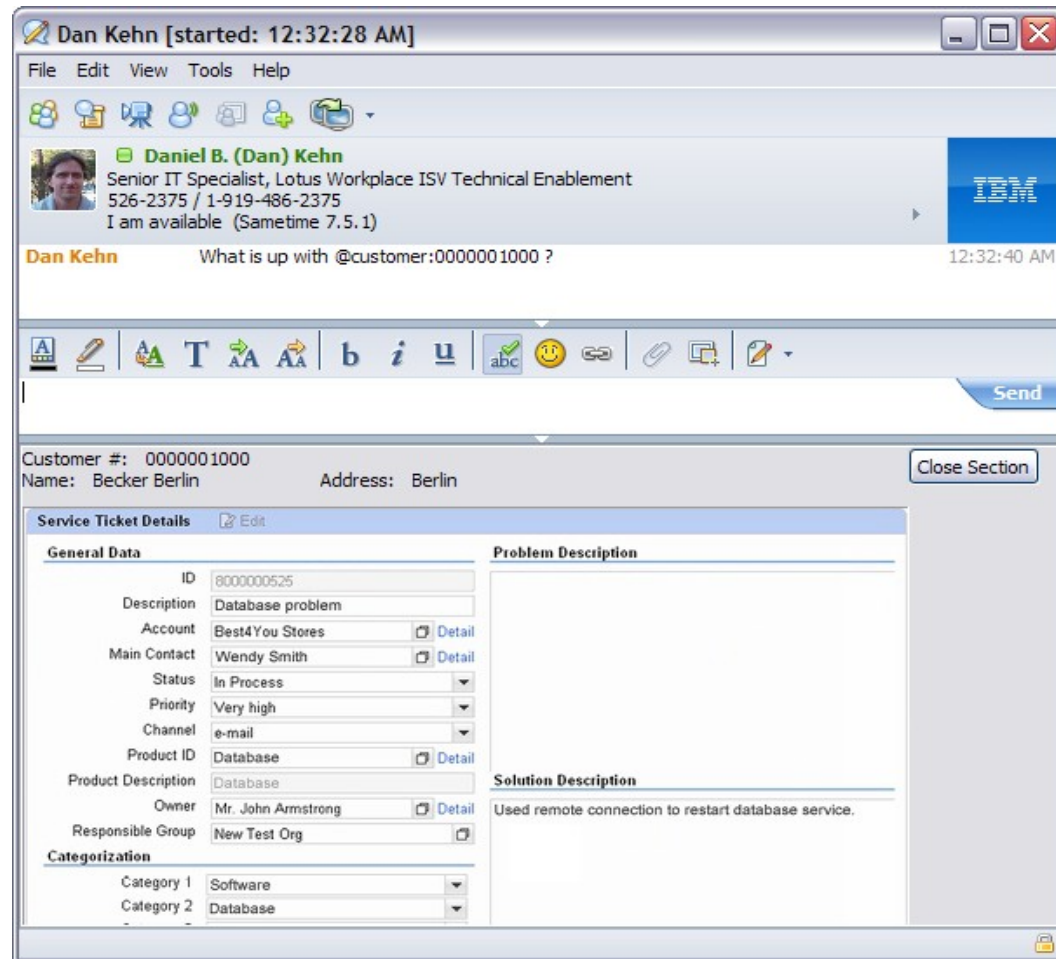 Dan Kehn [started: 12:32:28 AM]
File Edit View Tools Help
Daniel B. (Dan) Kehn
Senior IT Specialist, Lotus Workplace ISV Technical Enablement
526-2375 / 1-919-486-2375
I am available (Sametime 7.5.1)
IBM
Dan Kehn What is up with @customer:0000001000 ? 12:32:40 AM
A A A T A A A A b i u abc
Send
Customer #: 0000001000
Name: Becker Berlin Address: Berlin
Close Section
Service Ticket Details Edit
General Data Problem Description
ID 8000000525
Description Database problem
Account Best4You Stores Detail
Main Contact Wendy Smith Detail
Status In Process
Priority Very high
Channel e-mail
Product ID Database Detail
Product Description Database Solution Description
Owner Mr. John Armstrong Detail Used remote connection to restart database service.
Responsible Group New Test Org
Categorization
Category 1 Software
Category 2 Database